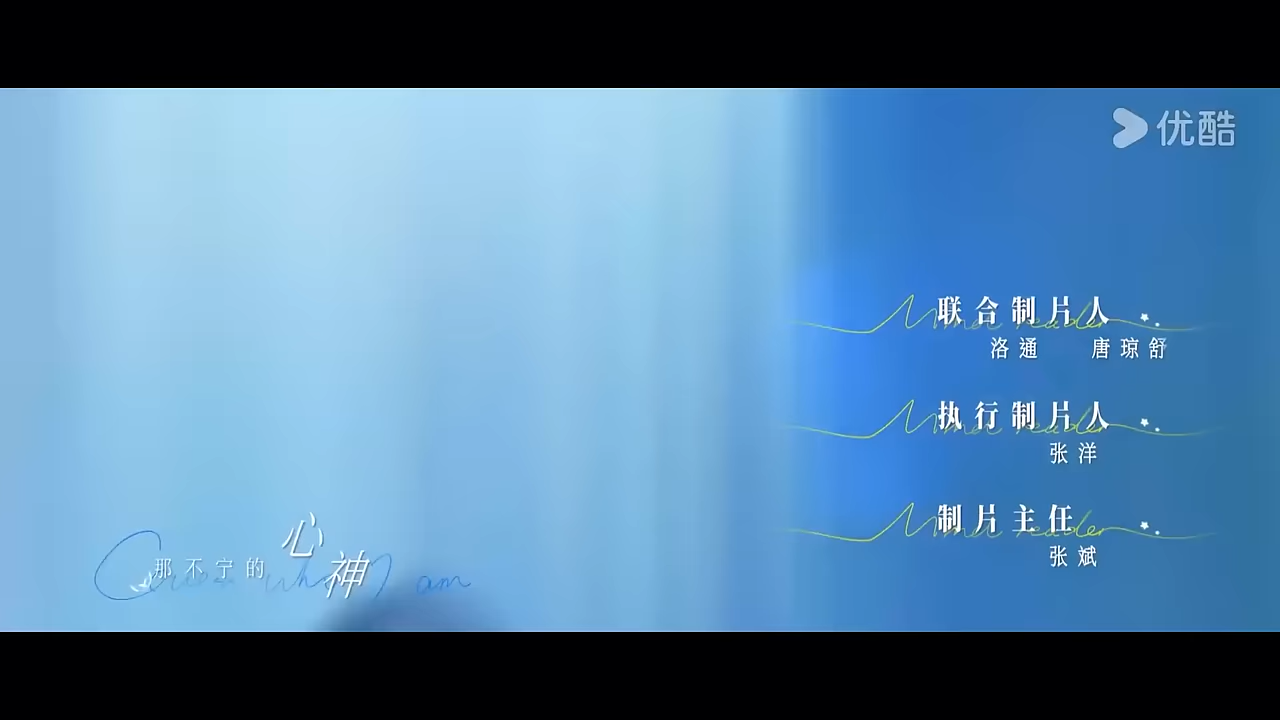 优酷
联合制片人
洛通 唐琼舒
执行制片人
张洋
制片主任
张斌
那不宁的心神
am